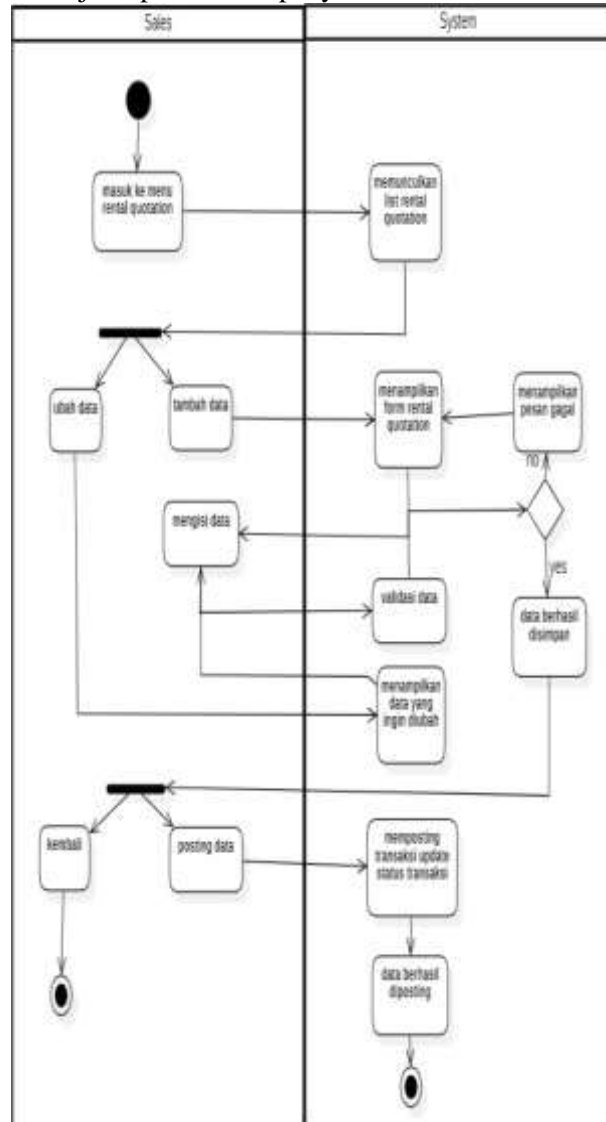 Sales
System
masuk ke menu
rental quotation
memunculkan
list rental
quotation
ubah data
tambah data
menampilkan
form rental
quotation
menampilkan
pesan gagal
no
mengisi data
yes
validasi data
data berhasil
disimpan
menampilkan
data yang
ingin diubah
kembali
posting data
memposting
transaksi update
status transaksi
data berhasil
diposting